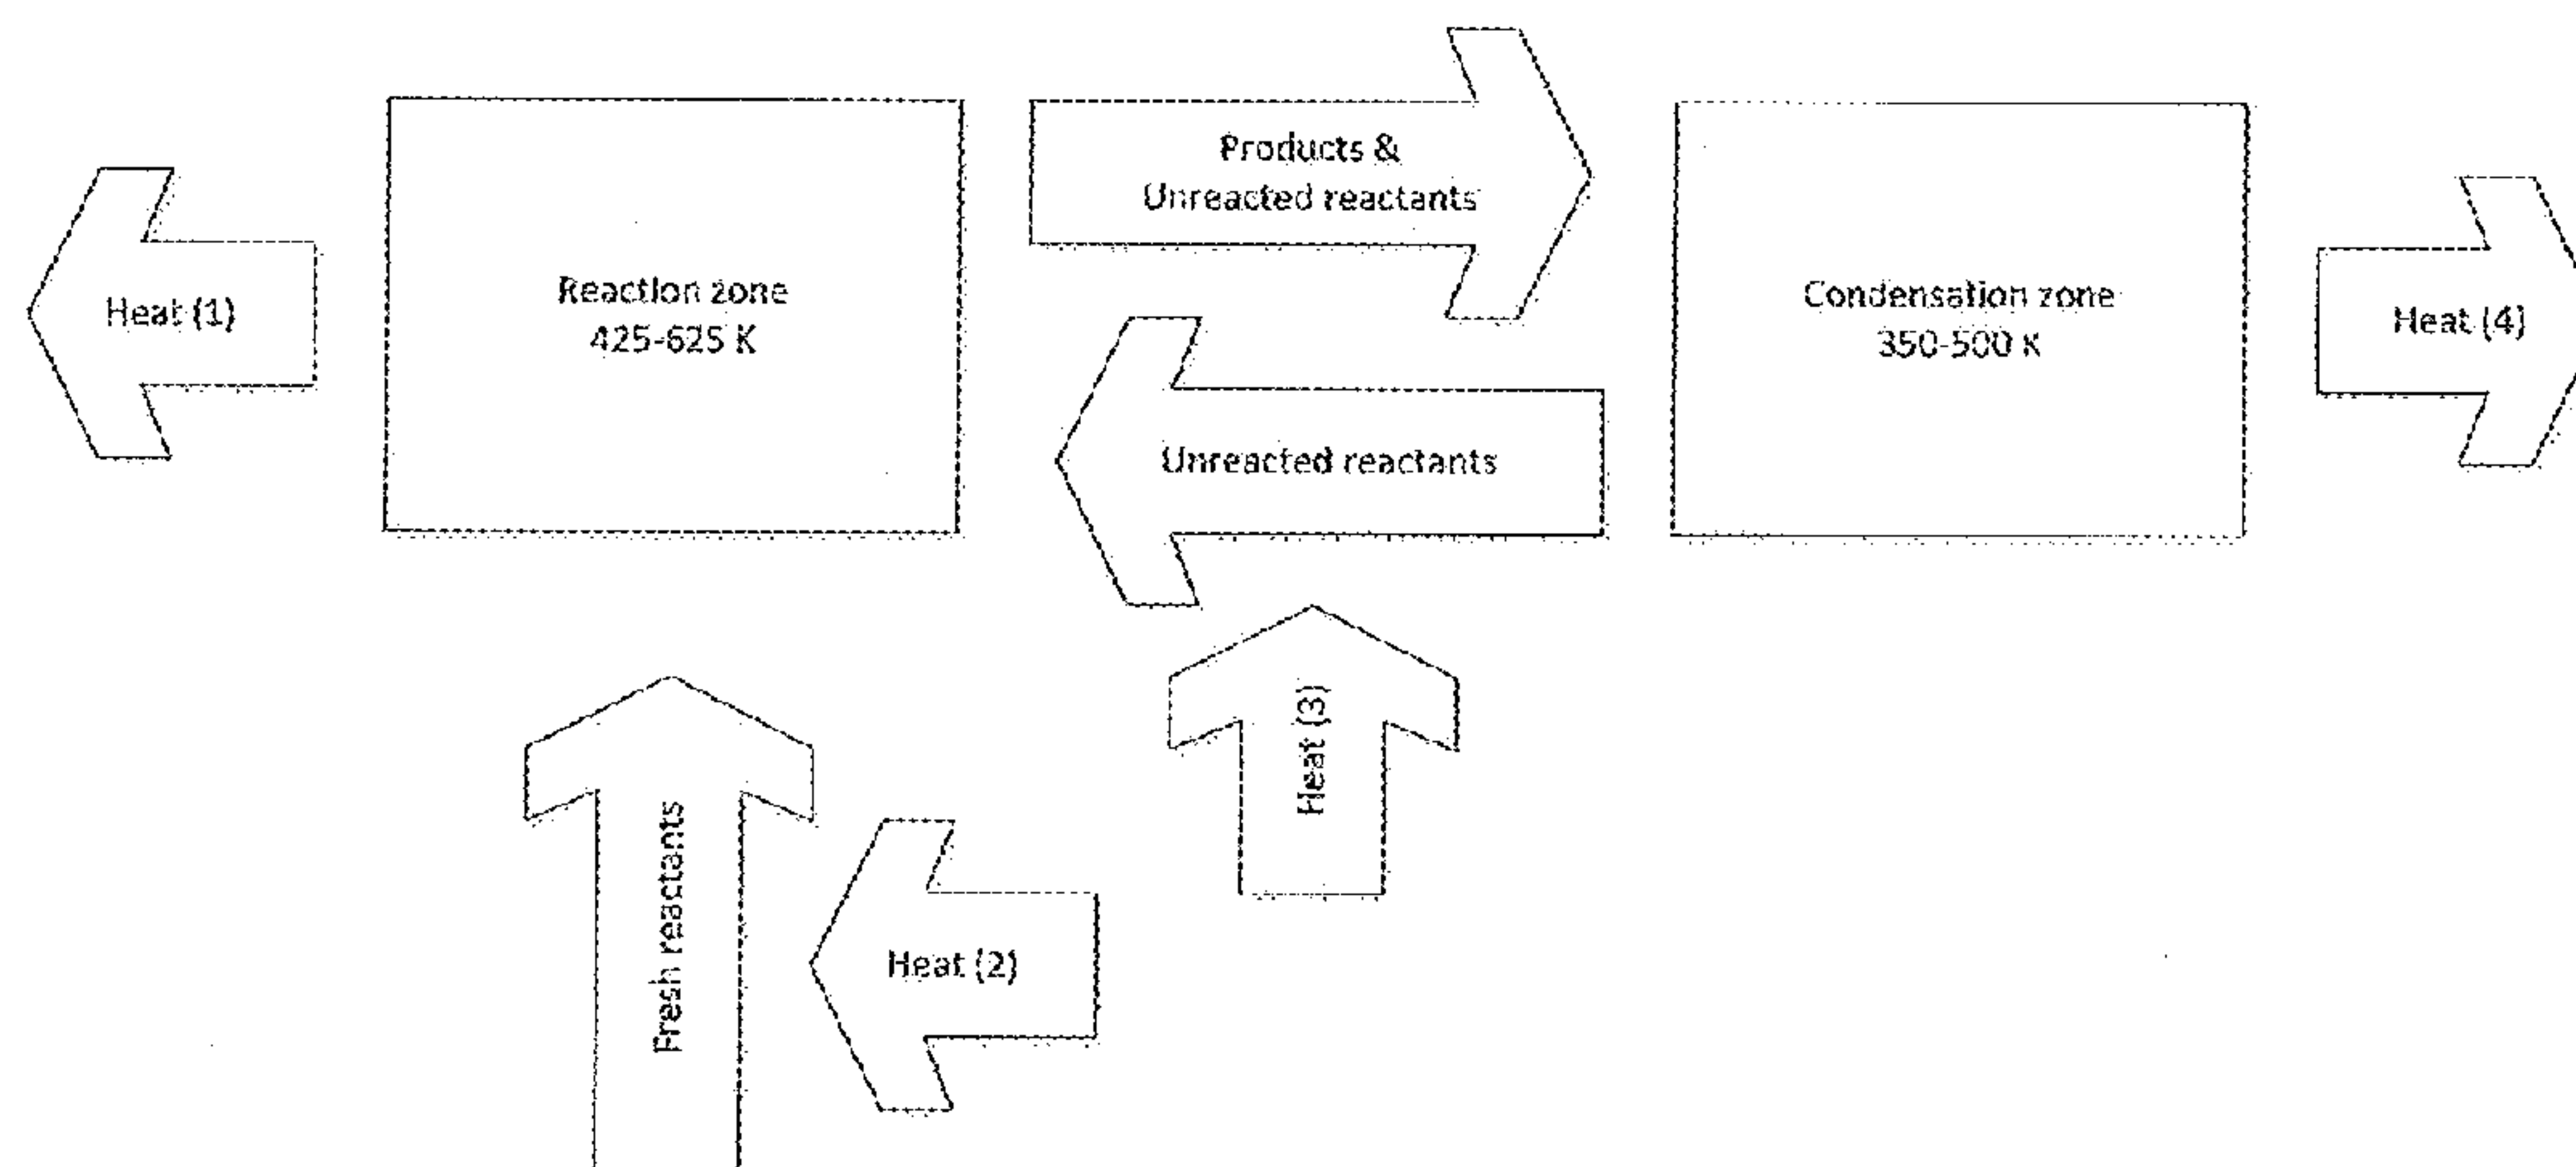 Products &
Unreacted reactants
Heat (1)
Reaction zone
425-625 K
Condensation zone
350-500 K
Heat (4)
Unreacted reactants
Heat (3)
Fresh reactants
Heat (2)